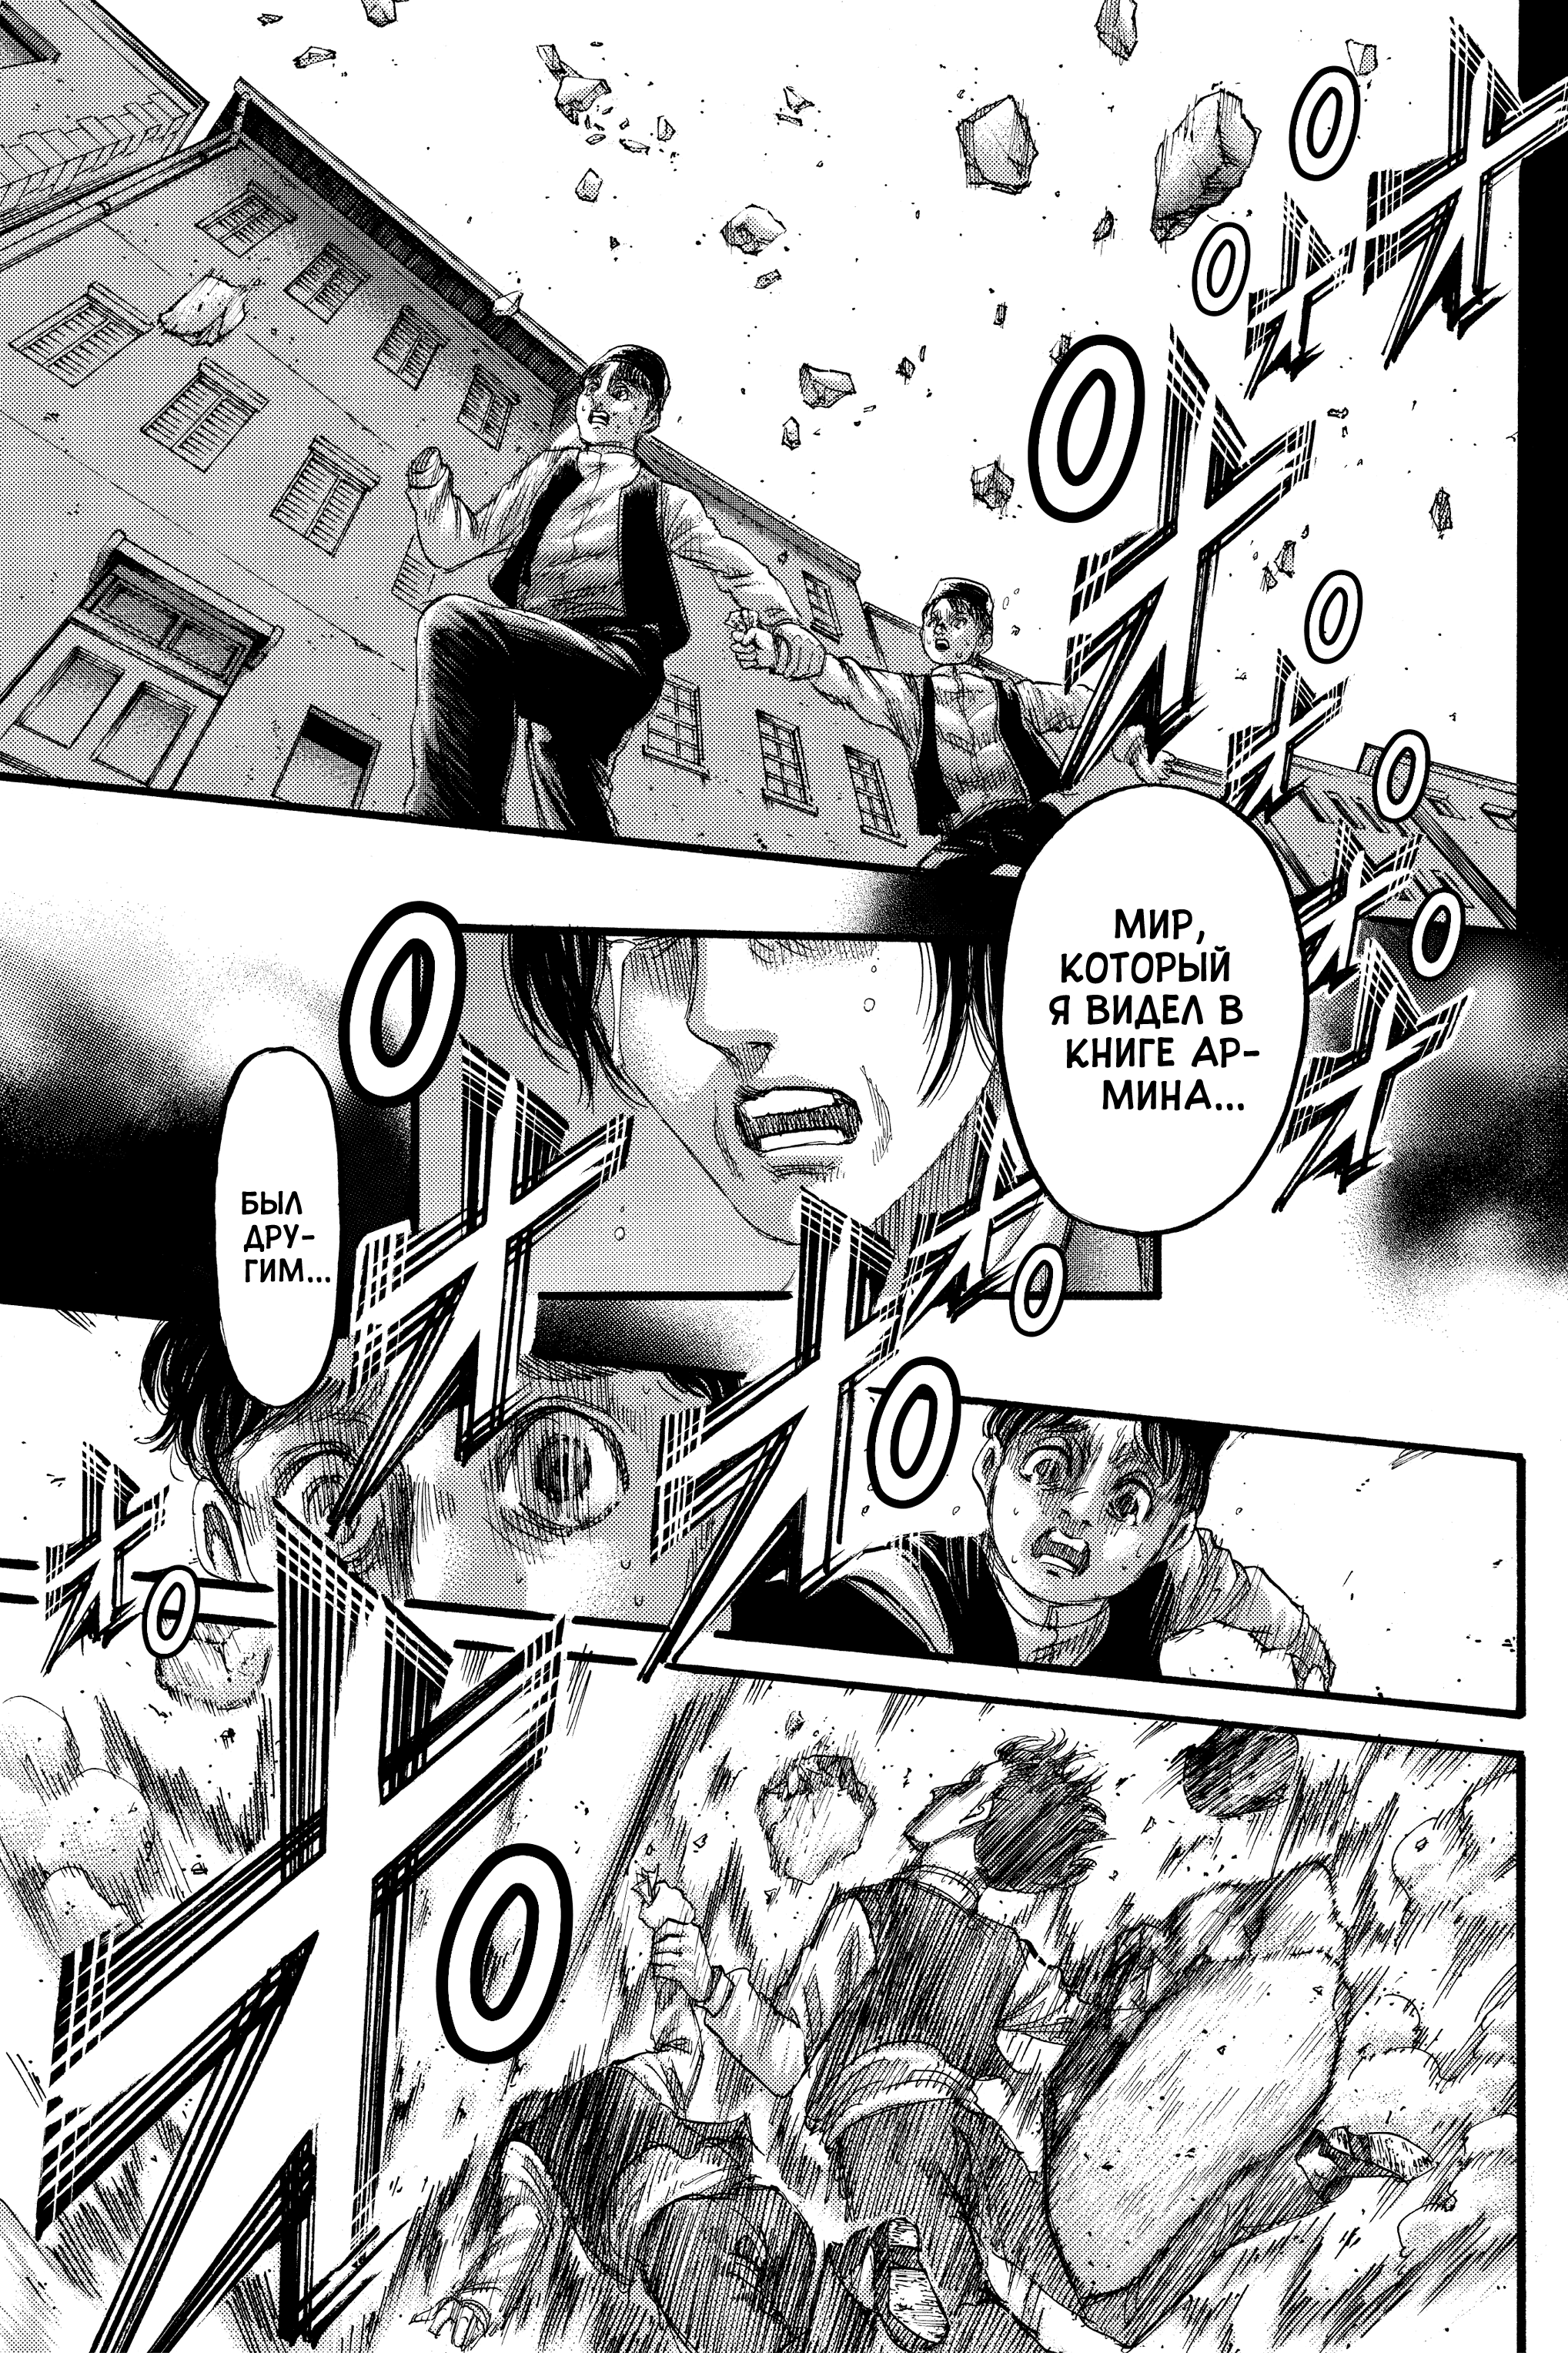 О
О
О
О
О
О
МИР,
КОТОРЫЙ
Я ВИДЕЛ В
КНИГЕ АР-
МИНА...
О
БЫЛ
ДРУ-
ГИМ...
О
О
О
О